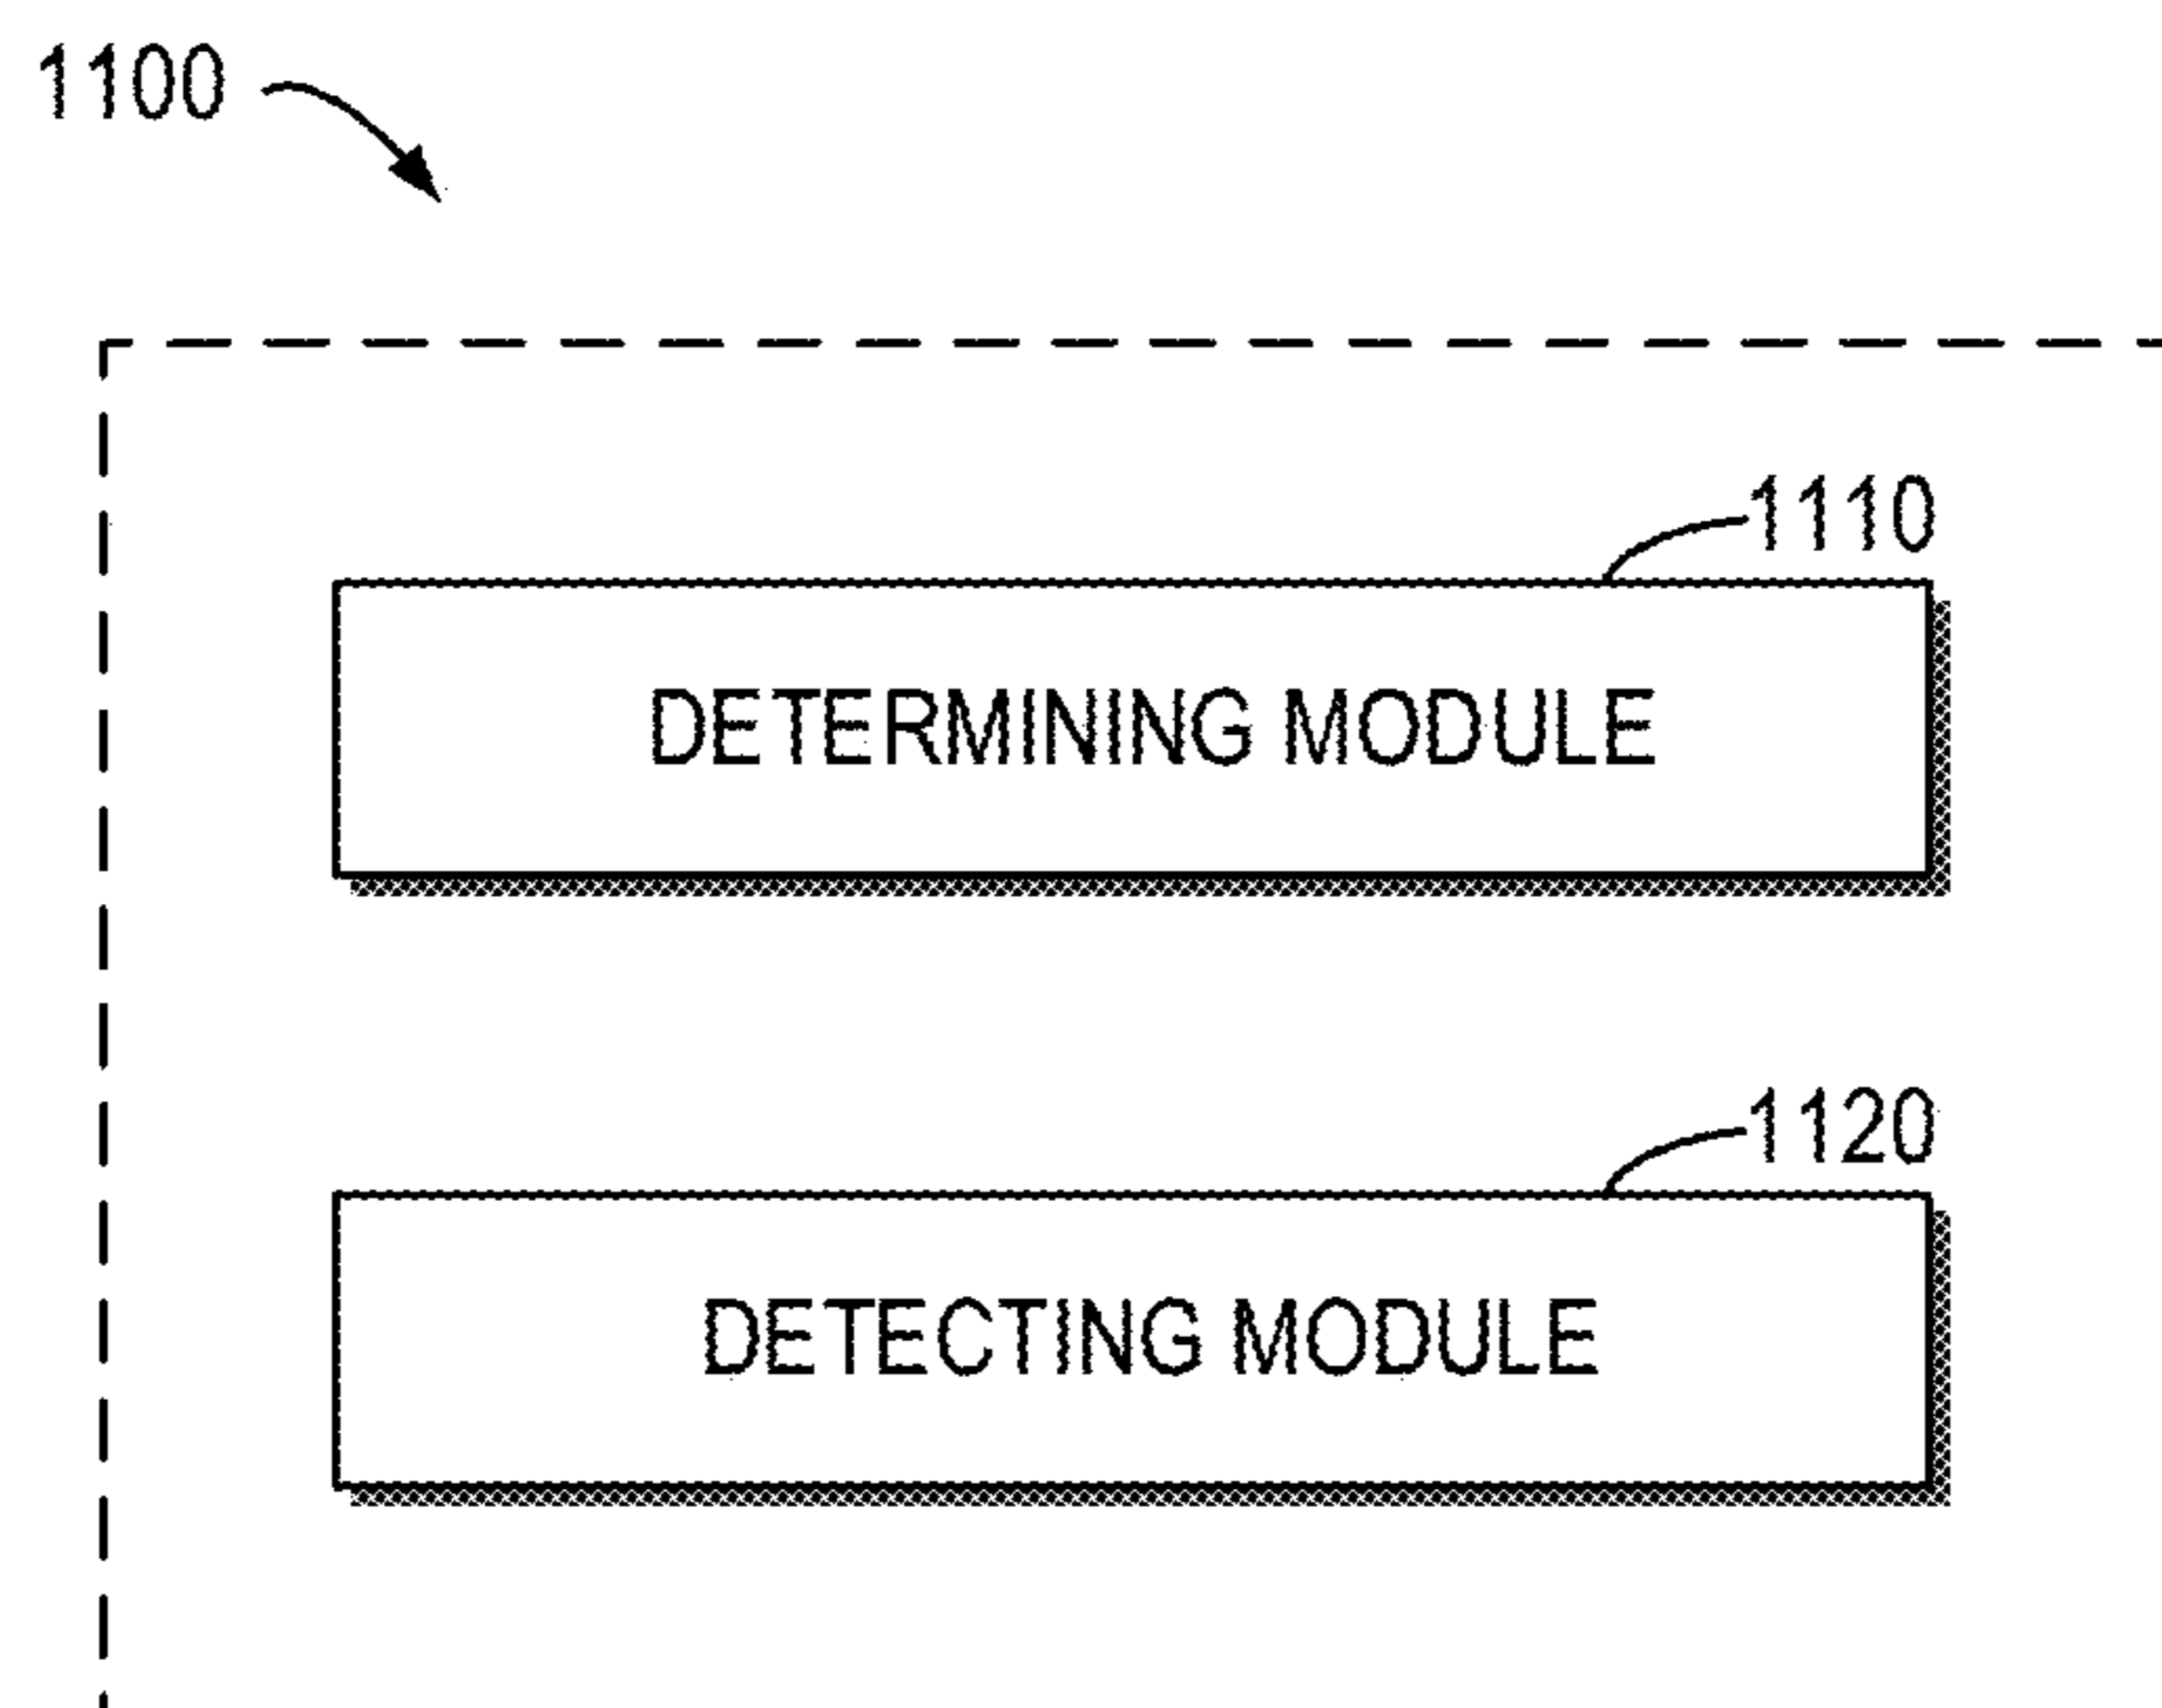 1100
1110
DETERMINING MODULE
1120
DETECTING MODULE